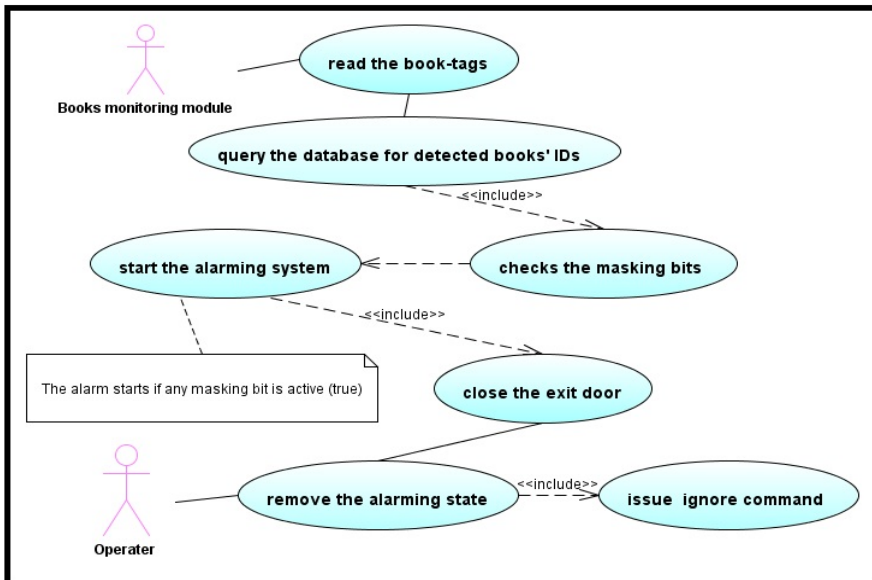 read the book-tags
Books monitoring module
query the database for detected books' IDs
<<include>>
start the alarming system
checks the masking bits
<<include>>
The alarm starts if any masking bit is active (true)
close the exit door
<<include>>
remove the alarming state
issue ignore command
Operater